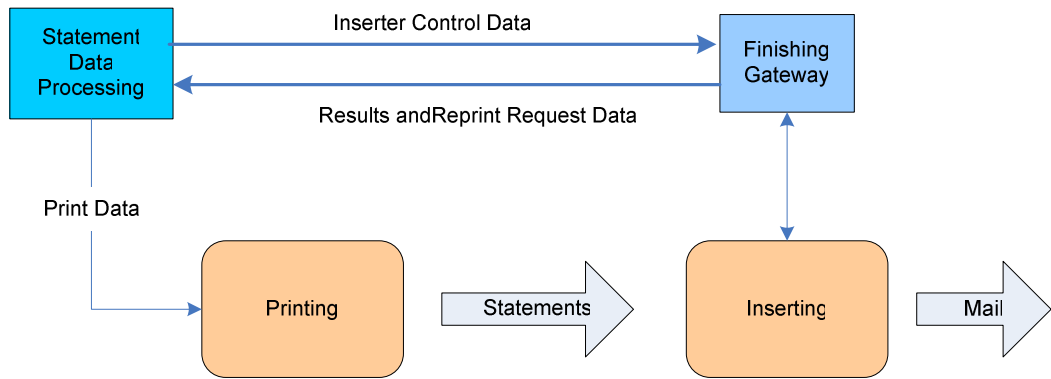 Statement
Data
Processing
Inserter Control Data
Finishing
Gateway
Results andReprint Request Data
Print Data
Printing
Statements
Inserting
Mail